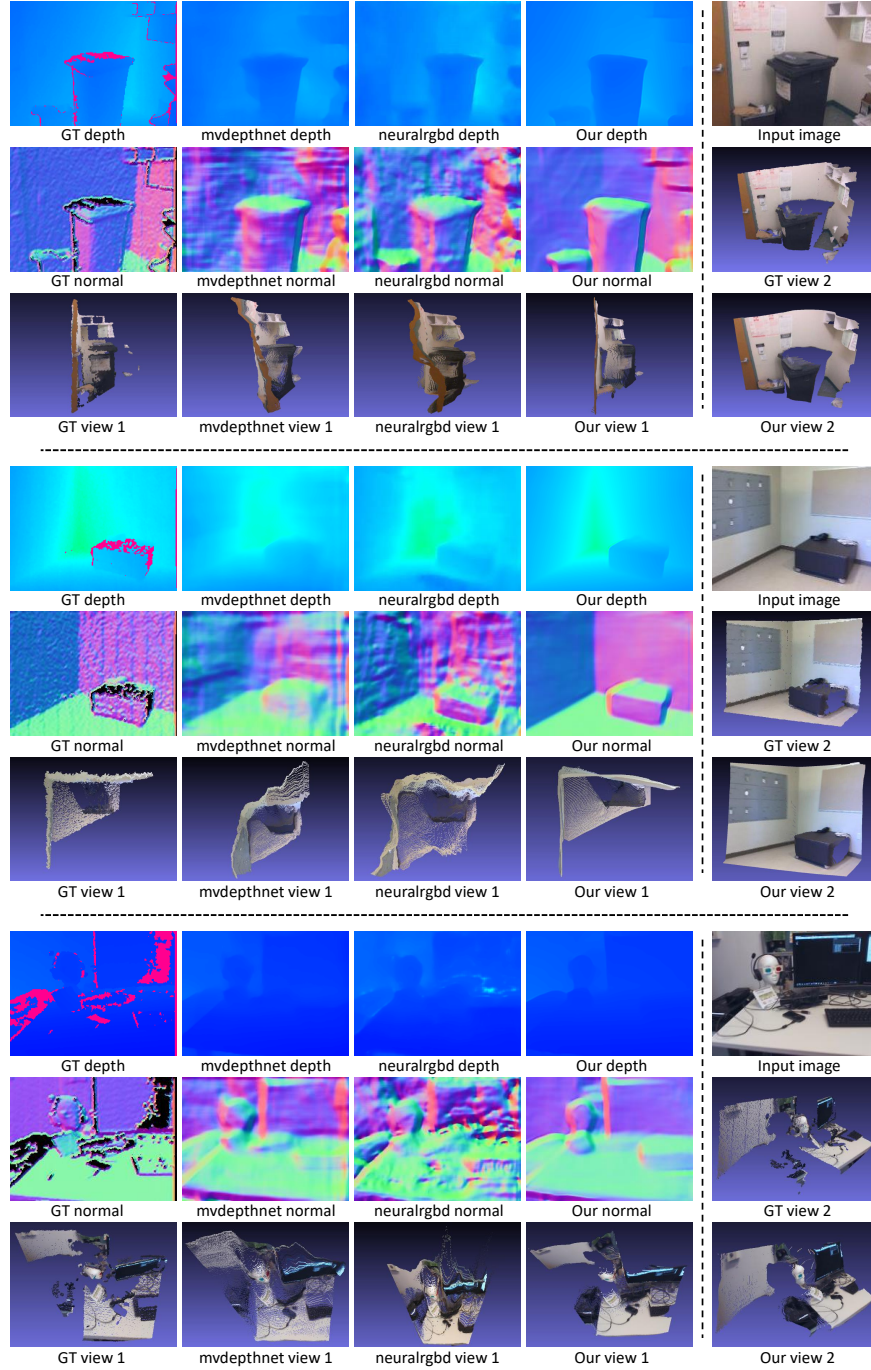 GT depth mvdepthnet depth neuralrgbd depth Our depth Input image
GT normal mvdepthnet normal neuralrgbd normal Our normal GT view 2
GT view 1 mvdepthnet view 1 neuralrgbd view 1 Our view 1 Our view 2
GT depth mvdepthnet depth neuralrgbd depth Our depth Input image
GT normal mvdepthnet normal neuralrgbd normal Our normal GT view 2
GT view 1 mvdepthnet view 1 neuralrgbd view 1 Our view 1 Our view 2
GT depth mvdepthnet depth neuralrgbd depth Our depth Input image
GT normal mvdepthnet normal neuralrgbd normal Our normal GT view 2
GT view 1 mvdepthnet view 1 neuralrgbd view 1 Our view 1 Our view 2